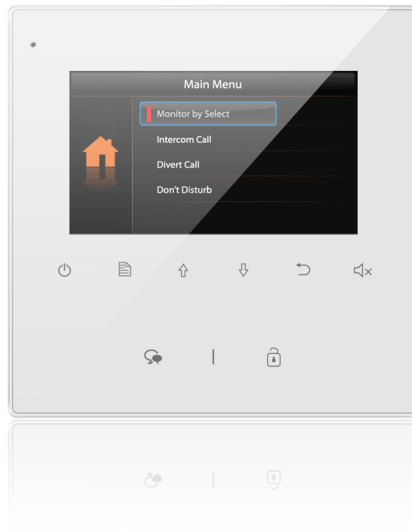 Main Menu
Monitor by Select
Intercom Call
Divert Call
Don't Disturb